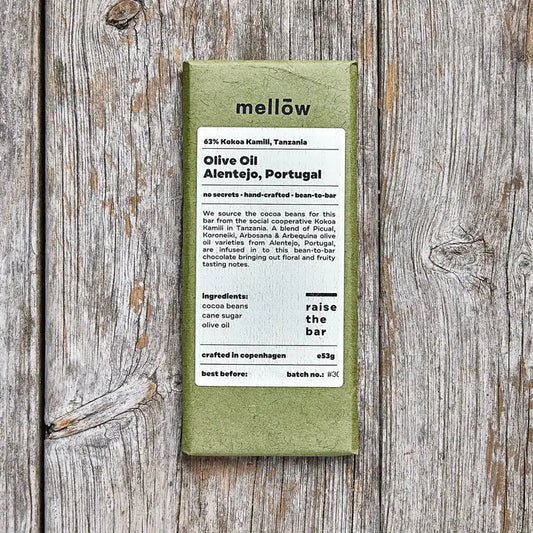 mellōw
63% Kokoa Kamili, Tanzania
Olive Oil
Alentejo, Portugal
no secrets · hand-crafted · bean-to-bar
We source the cocoa beans for this
bar from the social cooperative Kokoa
Kamili in Tanzania. A blend of Picual,
Koroneiki, Arbosana & Arbequina olive
oil varieties from Alentejo, Portugal,
are infused in to this bean-to-bar
chocolate bringing out floral and fruity
tasting notes.
ingredients:
cocoa beans
cane sugar
olive oil
raise
the
bar
crafted in copenhagen e53g
best before: batch no.: #30